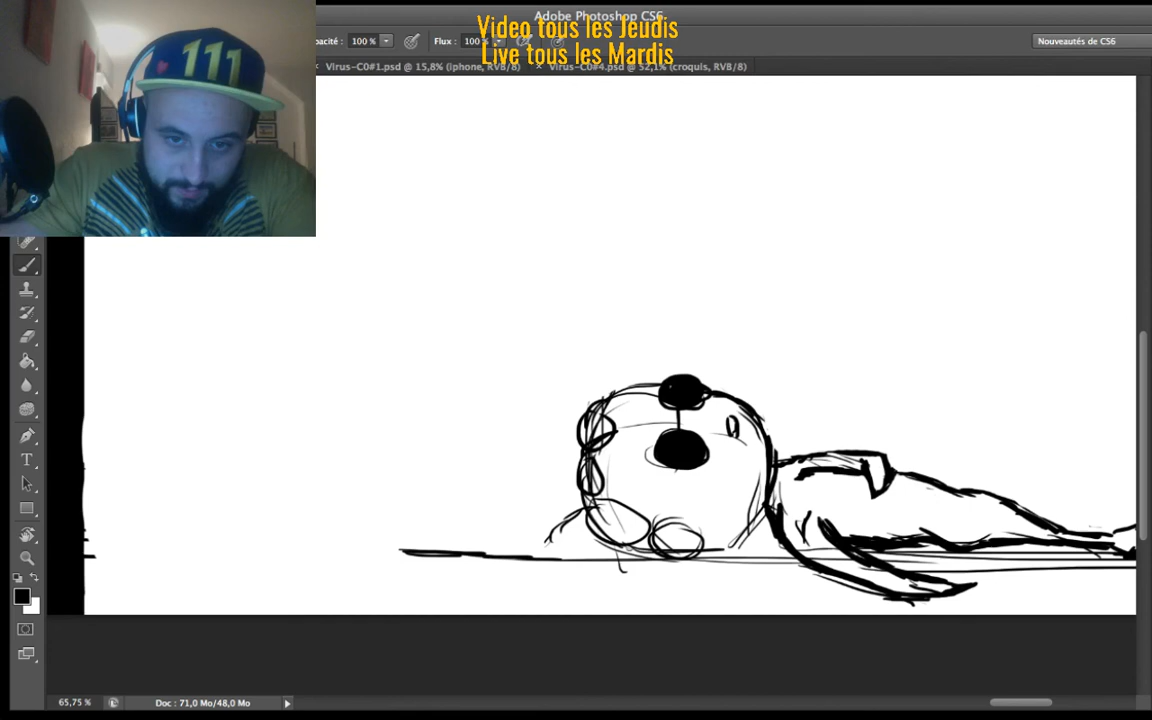 Adobe Photoshop CS6
Video tous les Jeudis
Live tous les Mardis
pacité : 100 % Flux : 100 % Nouveautés de CS6
Virus-C0#1.psd @ 15,8% (iphone, RVB/8) × Virus-C0#4.psd @ 52,1% (croquis, RVB/8)
111
T
65,75 % Doc : 71,0 Mo/48,0 Mo